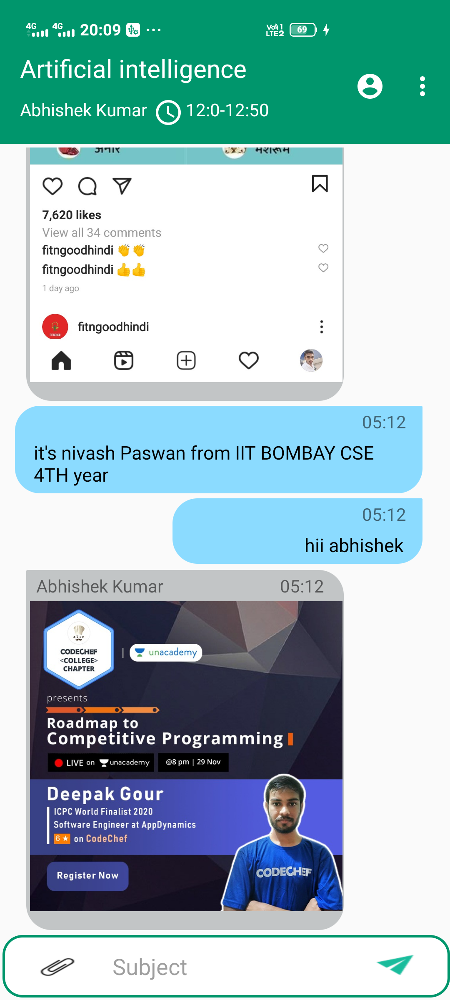 4G 4G 20:09 ... Vo)) 1 LTE2 69
Artificial intelligence
Abhishek Kumar 12:0-12:50
अनार मशरूम
7,620 likes
View all 34 comments
fitngoodhindi 👏👏
fitngoodhindi 👍👍
1 day ago
FITNGOOD
fitngoodhindi
05:12
it's nivash Paswan from IIT BOMBAY CSE
4TH year
05:12
hii abhishek
Abhishek Kumar 05:12
CODECHEF
<COLLEGE>
CHAPTER
| unacademy
presents
Roadmap to
Competitive Programming
LIVE on unacademy @8 pm | 29 Nov
Deepak Gour
ICPC World Finalist 2020
Software Engineer at AppDynamics
6 ★ on CodeChef
Register Now
CODECHEF
Subject